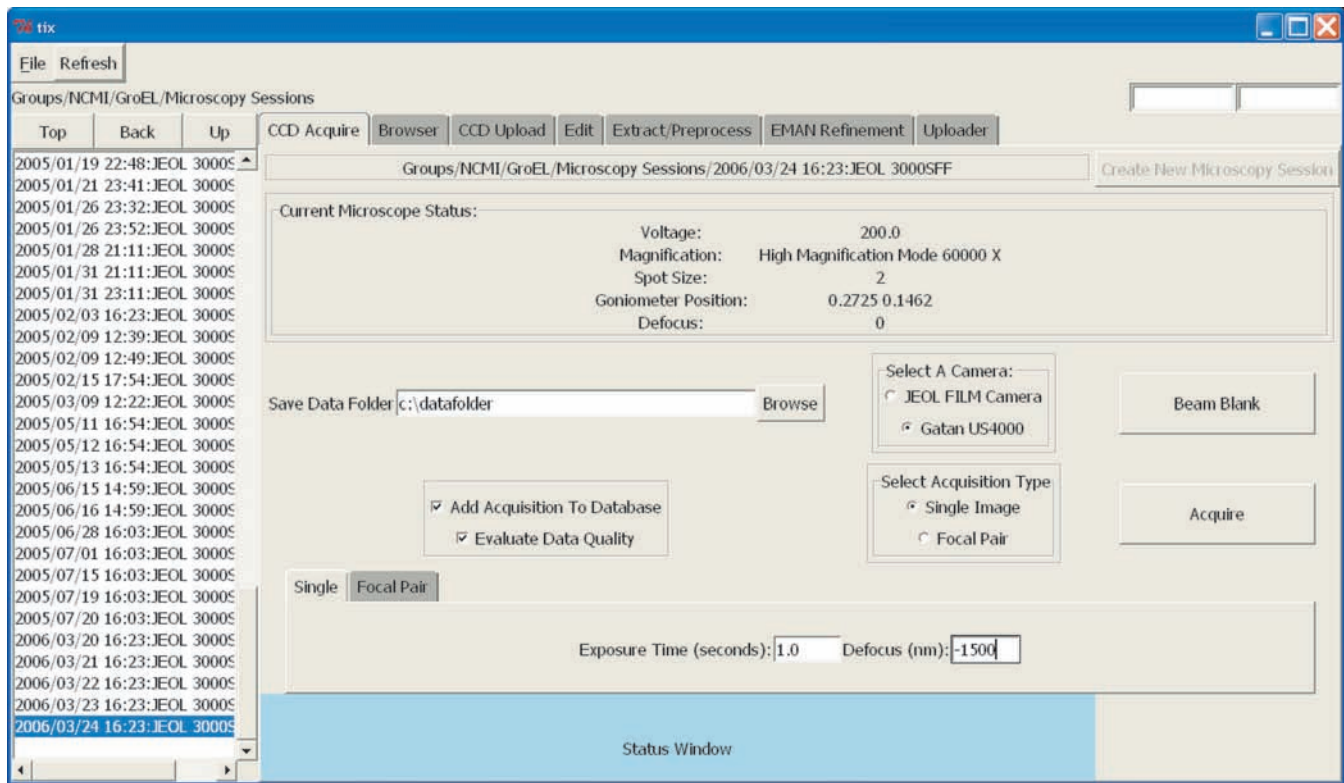 tix
File Refresh
Groups/NCMI/GroEL/Microscopy Sessions
Top Back Up
CCD Acquire Browser CCD Upload Edit Extract/Preprocess EMAN Refinement Uploader
2005/01/19 22:48:JEOL 3000S
2005/01/21 23:41:JEOL 3000S
2005/01/26 23:32:JEOL 3000S
2005/01/26 23:52:JEOL 3000S
2005/01/28 21:11:JEOL 3000S
2005/01/31 21:11:JEOL 3000S
2005/01/31 23:11:JEOL 3000S
2005/02/03 16:23:JEOL 3000S
2005/02/09 12:39:JEOL 3000S
2005/02/09 12:49:JEOL 3000S
2005/02/15 17:54:JEOL 3000S
2005/03/09 12:22:JEOL 3000S
2005/05/11 16:54:JEOL 3000S
2005/05/12 16:54:JEOL 3000S
2005/05/13 16:54:JEOL 3000S
2005/06/15 14:59:JEOL 3000S
2005/06/16 14:59:JEOL 3000S
2005/06/28 16:03:JEOL 3000S
2005/07/01 16:03:JEOL 3000S
2005/07/15 16:03:JEOL 3000S
2005/07/19 16:03:JEOL 3000S
2005/07/20 16:03:JEOL 3000S
2006/03/20 16:23:JEOL 3000S
2006/03/21 16:23:JEOL 3000S
2006/03/22 16:23:JEOL 3000S
2006/03/23 16:23:JEOL 3000S
2006/03/24 16:23:JEOL 3000S
Groups/NCMI/GroEL/Microscopy Sessions/2006/03/24 16:23:JEOL 3000SFF
Create New Microscopy Session
Current Microscope Status:
Voltage: 200.0
Magnification: High Magnification Mode 60000 X
Spot Size: 2
Goniometer Position: 0.2725 0.1462
Defocus: 0
Save Data Folder c:\datafolder Browse
Select A Camera:
JEOL FILM Camera
Gatan US4000
Beam Blank
Add Acquisition To Database
Evaluate Data Quality
Select Acquisition Type
Single Image
Focal Pair
Acquire
Single Focal Pair
Exposure Time (seconds): 1.0 Defocus (nm): -1500
Status Window